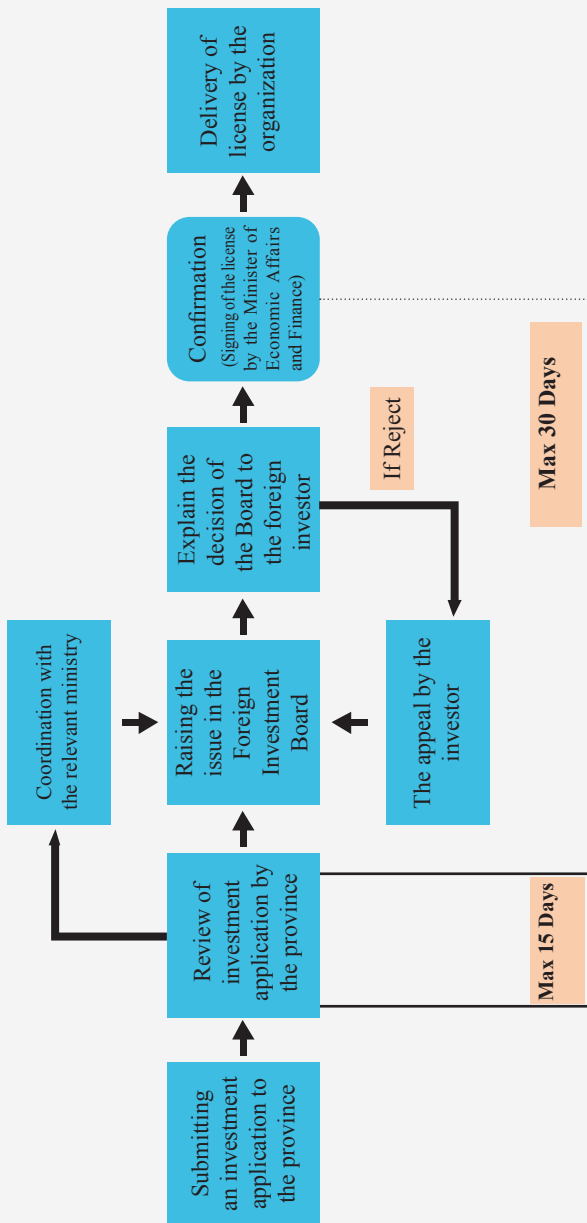 Submitting
an investment
application to
the province
Review of
investment
application by
the province
Coordination with
the relevant ministry
Raising the
issue in the
Foreign
Investment
Board
The appeal by the
investor
Explain the
decision of
the Board to
the foreign
investor
If Reject
Confirmation
(Signing of the license
by the Minister of
Economic Affairs
and Finance)
Delivery of
license by the
organization
Max 15 Days
Max 30 Days